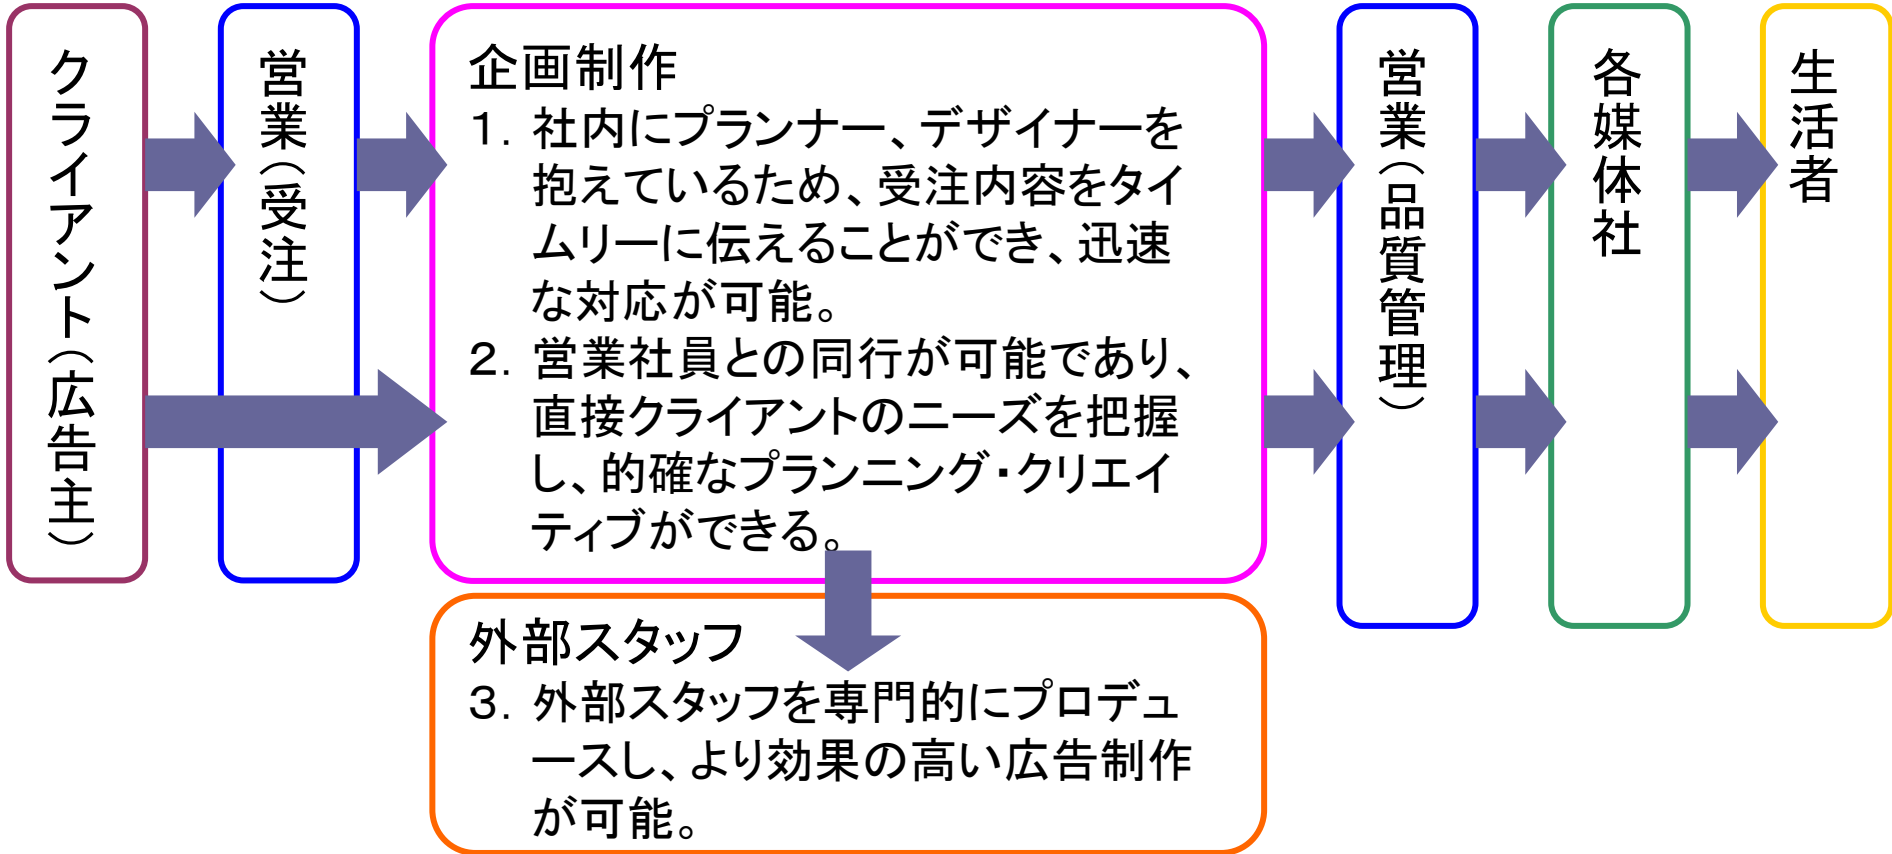 クライアント（広告主）
営業（受注）
企画制作
１．社内にプランナー、デザイナーを
抱えているため、受注内容をタイ
ムリーに伝えることができ、迅速
な対応が可能。
２．営業社員との同行が可能であり、
直接クライアントのニーズを把握
し、的確なプランニング・クリエイ
ティブができる。
外部スタッフ
３．外部スタッフを専門的にプロデュ
ースし、より効果の高い広告制作
が可能。
営業（品質管理）
各媒体社
生活者